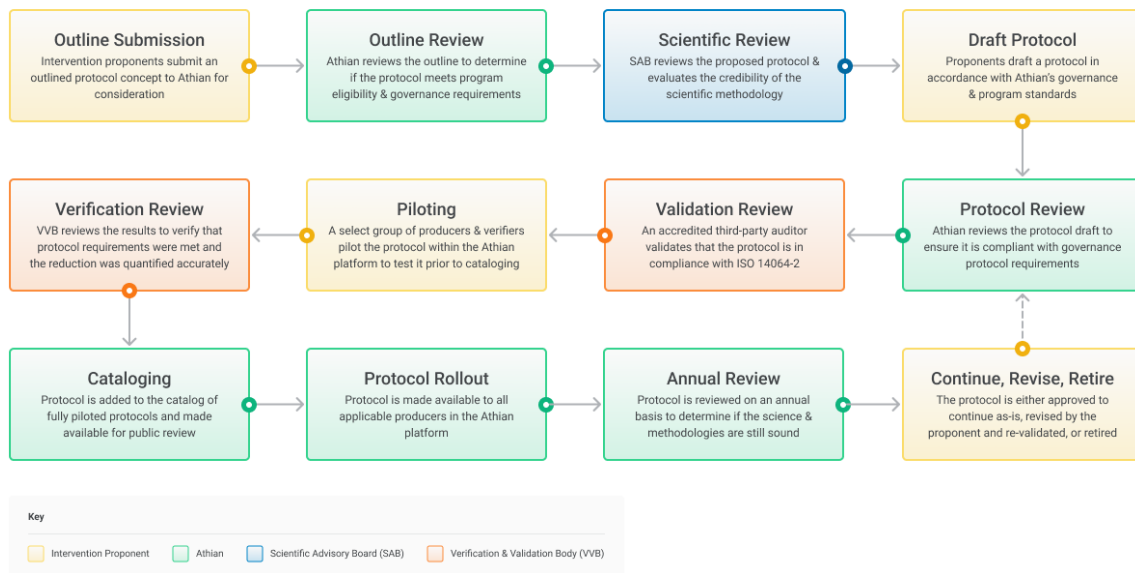 Outline Submission
Intervention proponents submit an
outlined protocol concept to Athian for
consideration
Outline Review
Athian reviews the outline to determine
if the protocol meets program
eligibility & governance requirements
Scientific Review
SAB reviews the proposed protocol &
evaluates the credibility of the
scientific methodology
Draft Protocol
Proponents draft a protocol in
accordance with Athian's governance
& program standards
Verification Review
VVB reviews the results to verify that
protocol requirements were met and
the reduction was quantified accurately
Piloting
A select group of producers & verifiers
pilot the protocol within the Athian
platform to test it prior to cataloging
Validation Review
An accredited third-party auditor
validates that the protocol is in
compliance with ISO 14064-2
Protocol Review
Athian reviews the protocol draft to
ensure it is compliant with governance
protocol requirements
Cataloging
Protocol is added to the catalog of
fully piloted protocols and made
available for public review
Protocol Rollout
Protocol is made available to all
applicable producers in the Athian
platform
Annual Review
Protocol is reviewed on an annual
basis to determine if the science &
methodologies are still sound
Continue, Revise, Retire
The protocol is either approved to
continue as-is, revised by the
proponent and re-validated, or retired
Key
Intervention Proponent
Athian
Scientific Advisory Board (SAB)
Verification & Validation Body (VVB)